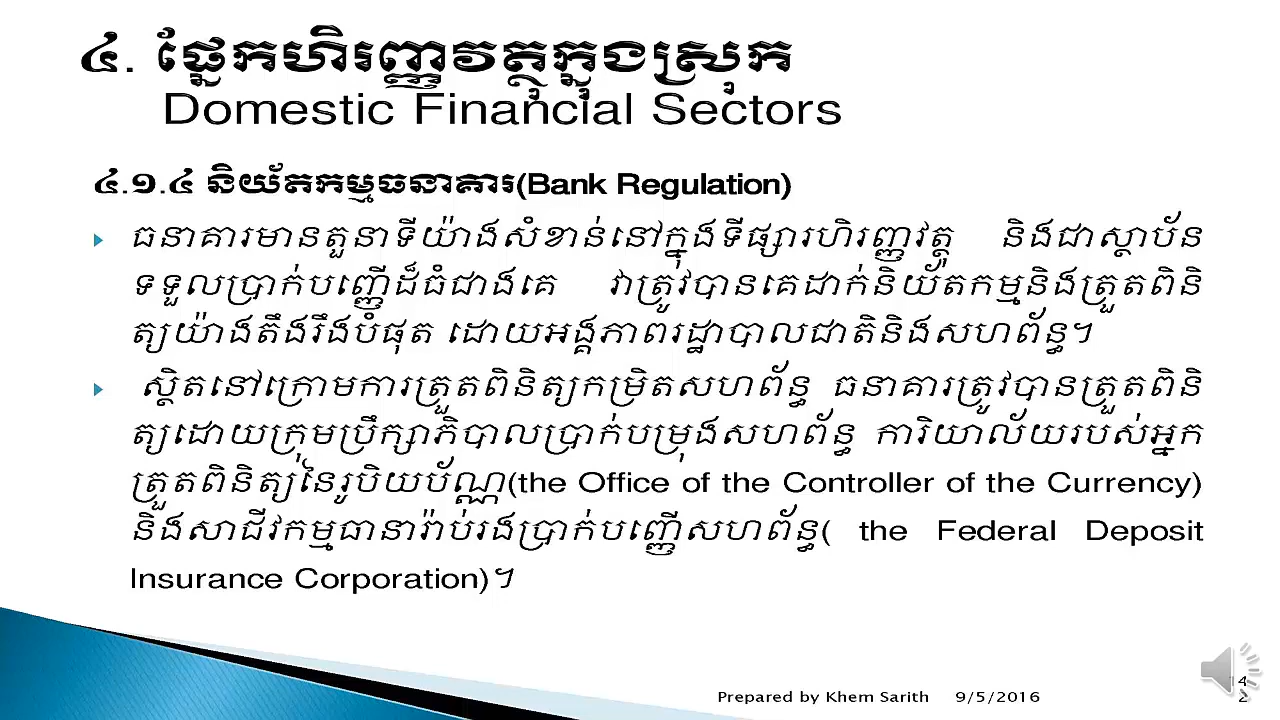 ៤. ផ្នែកហិរញ្ញវត្ថុក្នុងស្រុក
Domestic Financial Sectors
៤.១.៤ និយ័តកម្មធនាគារ(Bank Regulation)
ធនាគារមានតួនាទីយ៉ាងសំខាន់នៅក្នុងទីផ្សារហិរញ្ញវត្ថុ និងជាស្ថាប័ន
ទទួលប្រាក់បញ្ញើដ៏ធំជាងគេ វាត្រូវបានគេដាក់និយ័តកម្មនិងត្រួតពិនិ
ត្យយ៉ាងតឹងរឹងបំផុត ដោយអង្គភាពរដ្ឋាបាលជាតិនិងសហព័ន្ធ។
ស្ថិតនៅក្រោមការត្រួតពិនិត្យកម្រិតសហព័ន្ធ ធនាគារត្រូវបានត្រួតពិនិ
ត្យដោយក្រុមប្រឹក្សាភិបាលប្រាក់បម្រុងសហព័ន្ធ ការិយាល័យរបស់អ្នក
ត្រួតពិនិត្យនៃរូបិយប័ណ្ណ(the Office of the Controller of the Currency)
និងសាជីវកម្មធានារ៉ាប់រងប្រាក់បញ្ញើសហព័ន្ធ( the Federal Deposit
Insurance Corporation)។
Prepared by Khem Sarith 9/5/2016
14
2